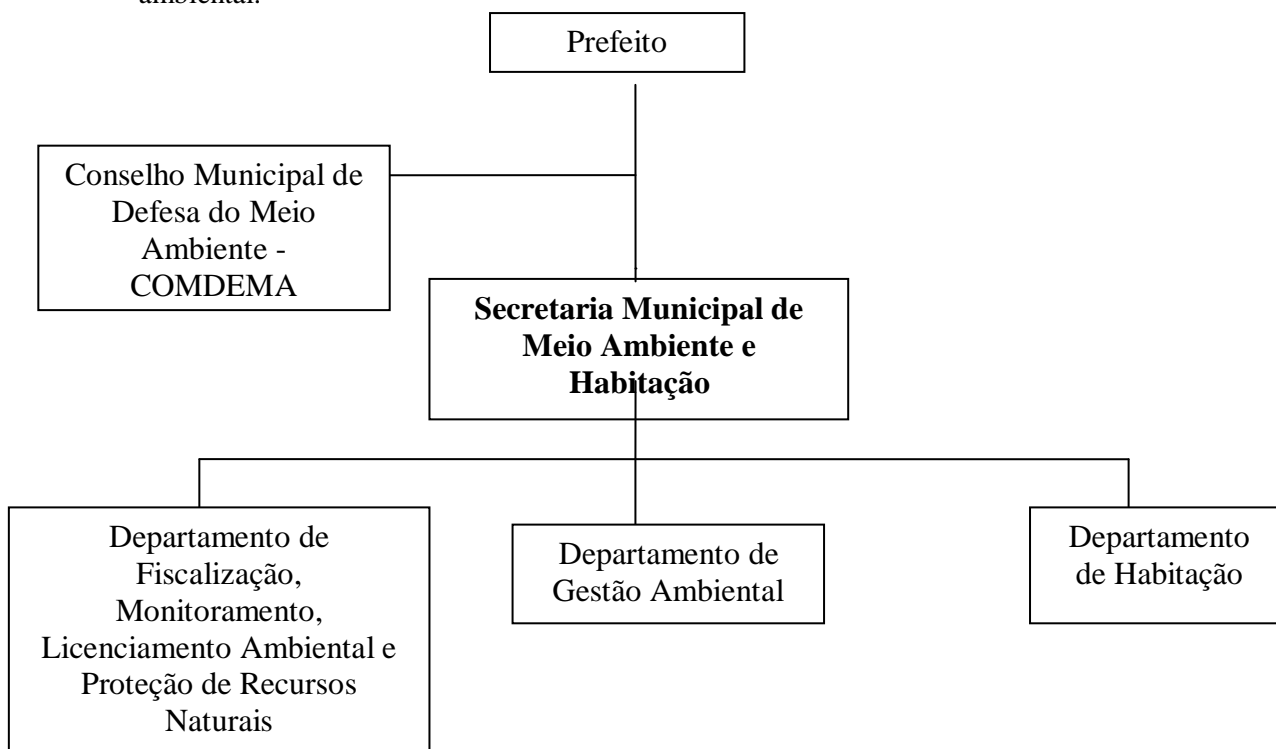 ambiental.
Prefeito
Conselho Municipal de
Defesa do Meio
Ambiente -
COMDEMA
Secretaria Municipal de
Meio Ambiente e
Habitação
Departamento de
Fiscalização,
Monitoramento,
Licenciamento Ambiental e
Proteção de Recursos
Naturais
Departamento de
Gestão Ambiental
Departamento
de Habitação